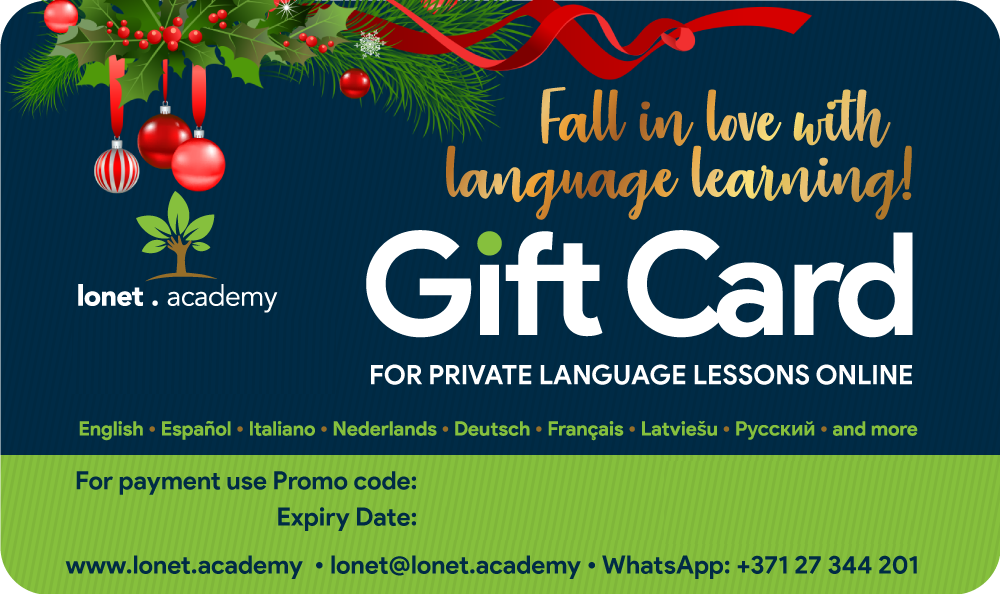 Fall in love with
language learning!
lonet . academy
Gift Card
FOR PRIVATE LANGUAGE LESSONS ONLINE
English • Español • Italiano • Nederlands • Deutsch • Français • Latviešu • Русский • and more
For payment use Promo code:
Expiry Date:
www.lonet.academy • lonet@lonet.academy • WhatsApp: +371 27 344 201